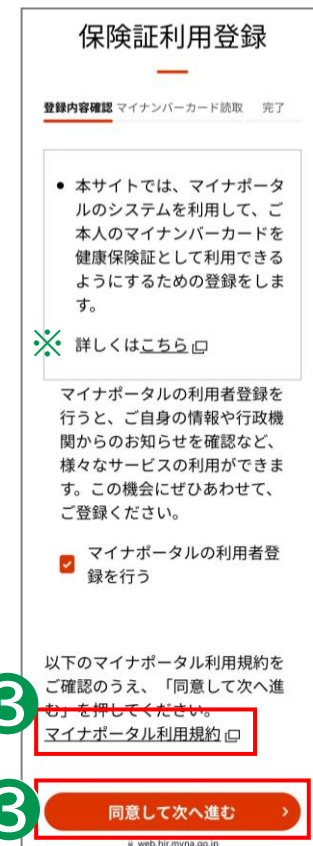 保険証利用登録
登録内容確認 マイナンバーカード読取 完了
● 本サイトでは、マイナポータ
ルのシステムを利用して、ご
本人のマイナンバーカードを
健康保険証として利用できる
ようにするための登録をしま
す。
※ 詳しくはこちら
マイナポータルの利用者登録を
行うと、ご自身の情報や行政機
関からのお知らせを確認など、
様々なサービスの利用ができま
す。この機会にぜひあわせて、
ご登録ください。
マイナポータルの利用者登
録を行う
以下のマイナポータル利用規約を
ご確認のうえ、「同意して次へ進
む」を押してください。
3
マイナポータル利用規約
3
同意して次へ進む
web.hir.myna.go.jp